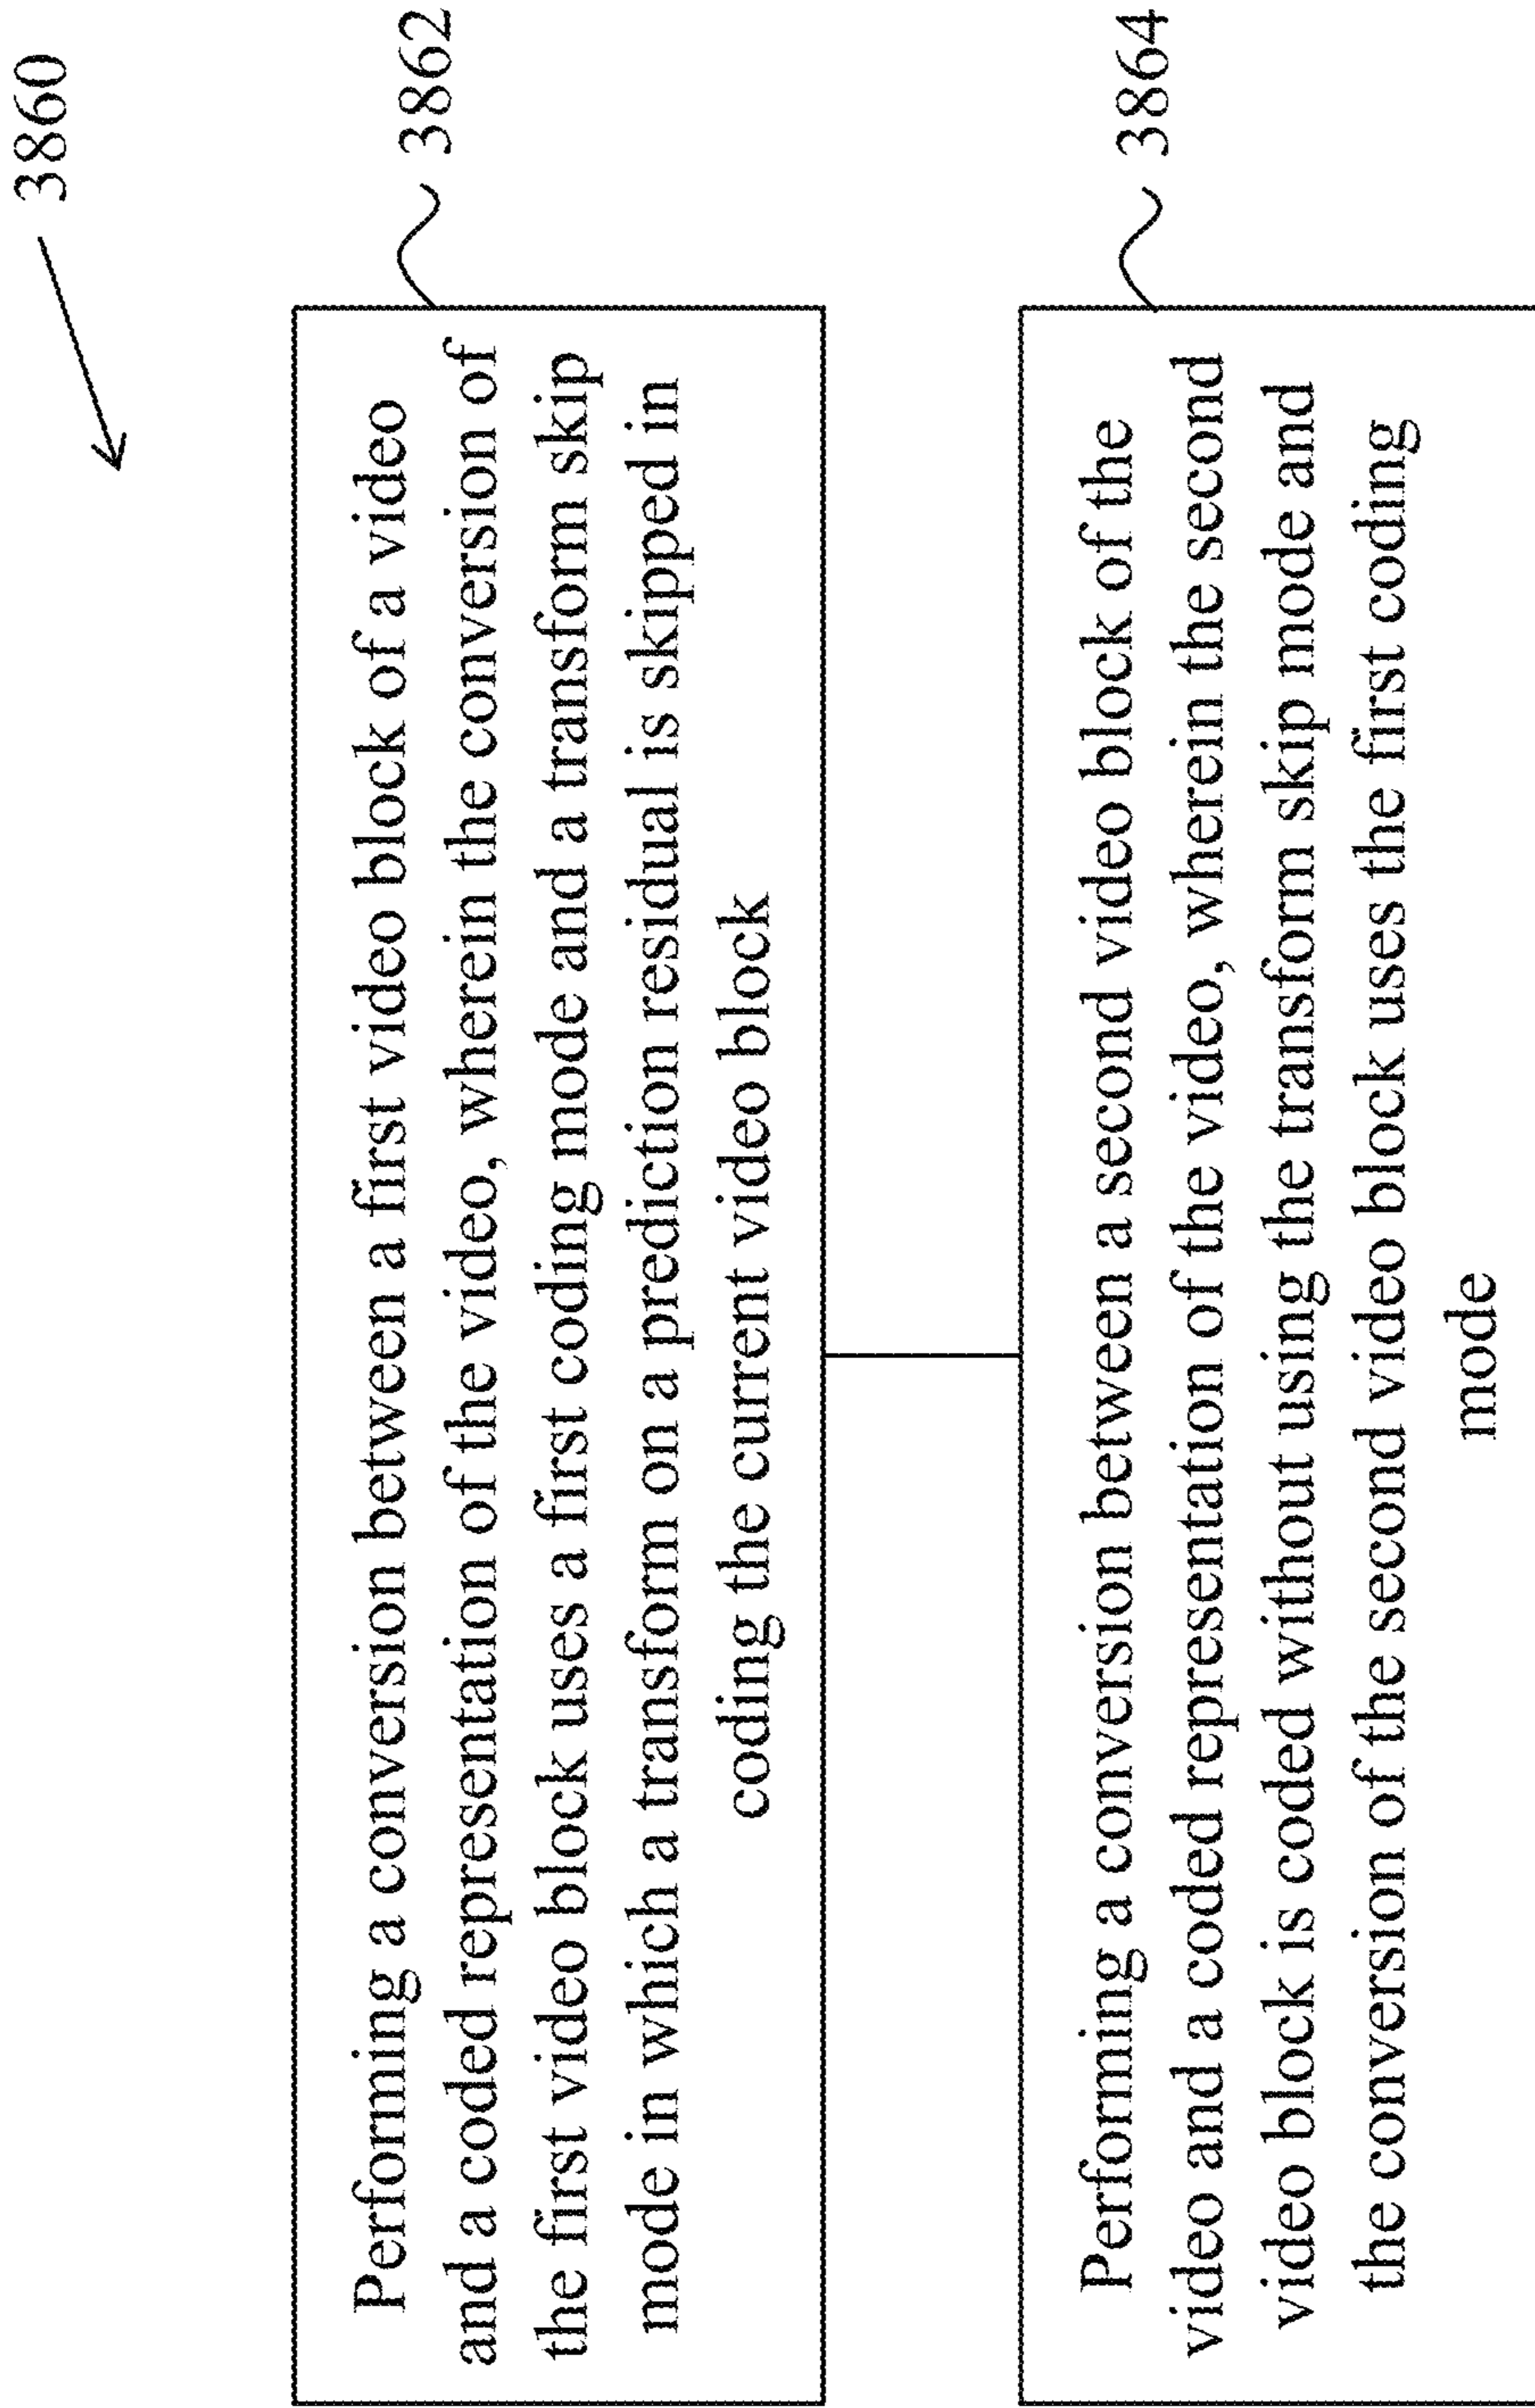 3860
Performing a conversion between a first video block of a video
and a coded representation of the video, wherein the conversion of
the first video block uses a first coding mode and a transform skip
mode in which a transform on a prediction residual is skipped in
coding the current video block
3862
Performing a conversion between a second video block of the
video and a coded representation of the video, wherein the second
video block is coded without using the transform skip mode and
the conversion of the second video block uses the first coding
mode
3864